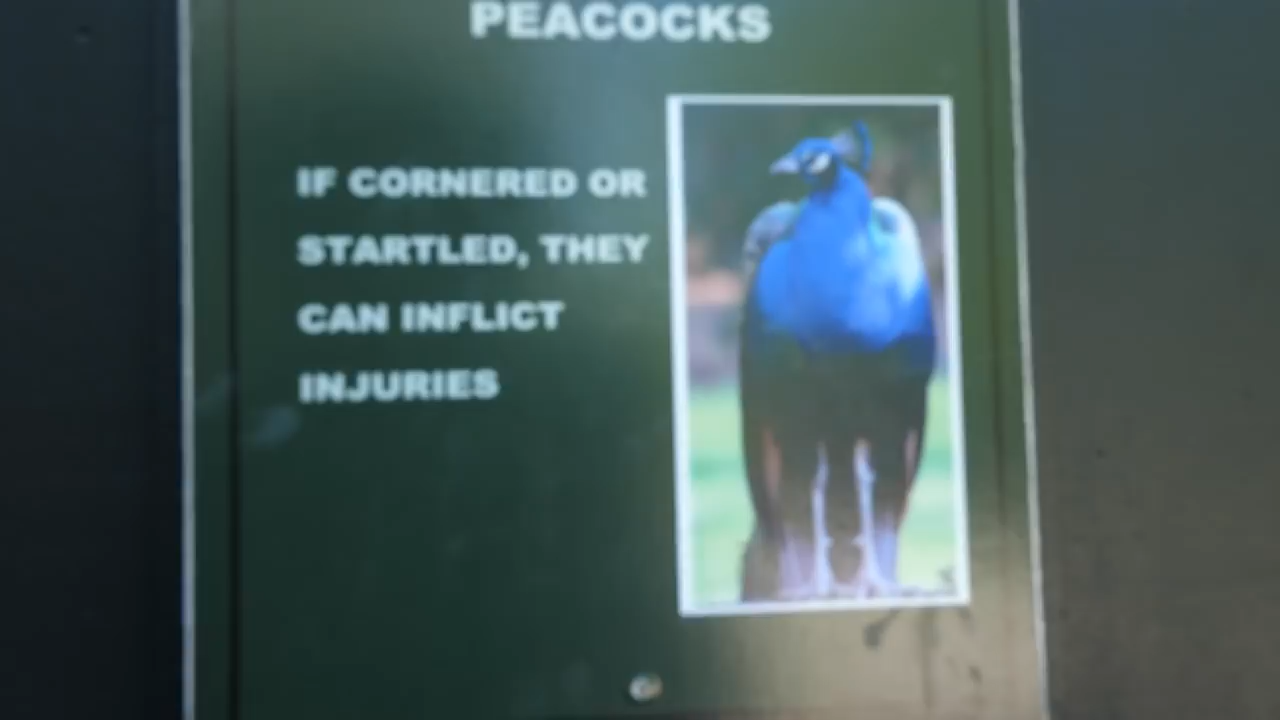 PEACOCKS
IF CORNERED OR
STARTLED, THEY
CAN INFLICT
INJURIES